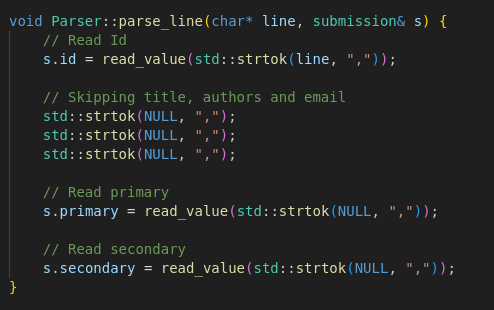 void Parser::parse_line(char* line, submission& s) {
    // Read Id
    s.id = read_value(std::strtok(line, ","));

    // Skipping title, authors and email
    std::strtok(NULL, ",");
    std::strtok(NULL, ",");
    std::strtok(NULL, ",");

    // Read primary
    s.primary = read_value(std::strtok(NULL, ","));

    // Read secondary
    s.secondary = read_value(std::strtok(NULL, ","));
}